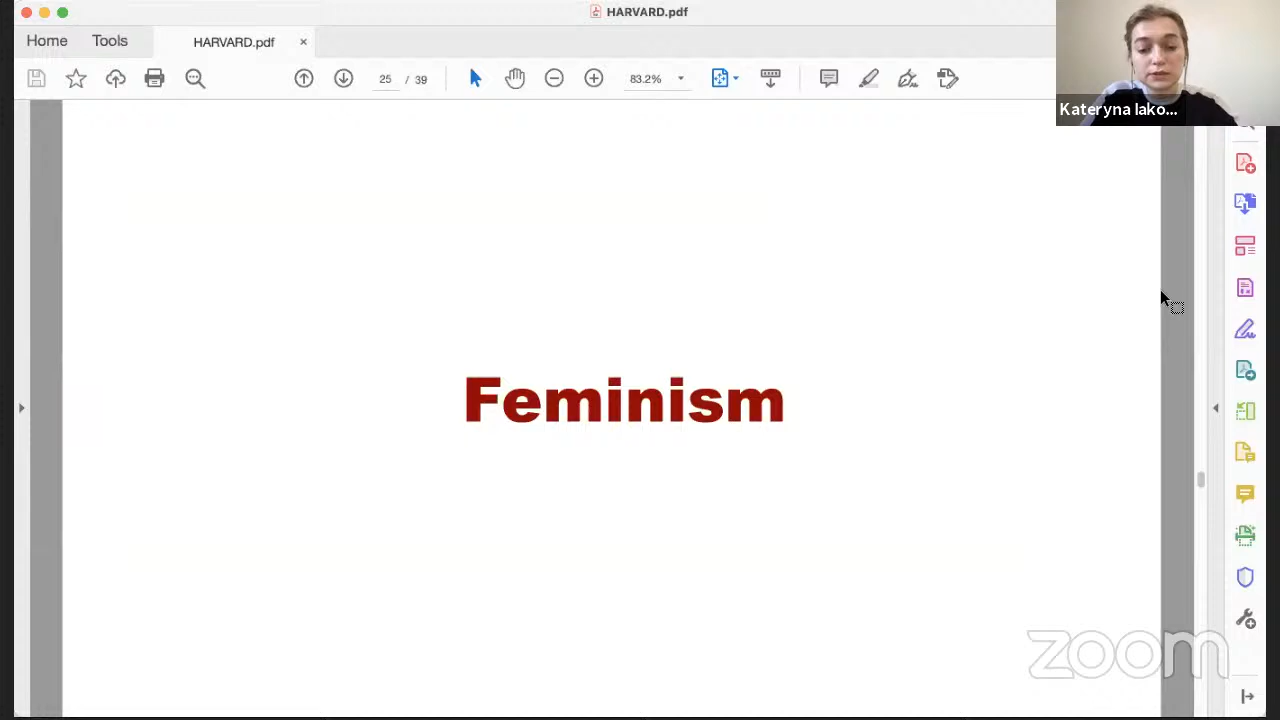 HARVARD.pdf
Home Tools HARVARD.pdf ×
25 / 39 83.2%
Kateryna Iako...
Feminism
zoom